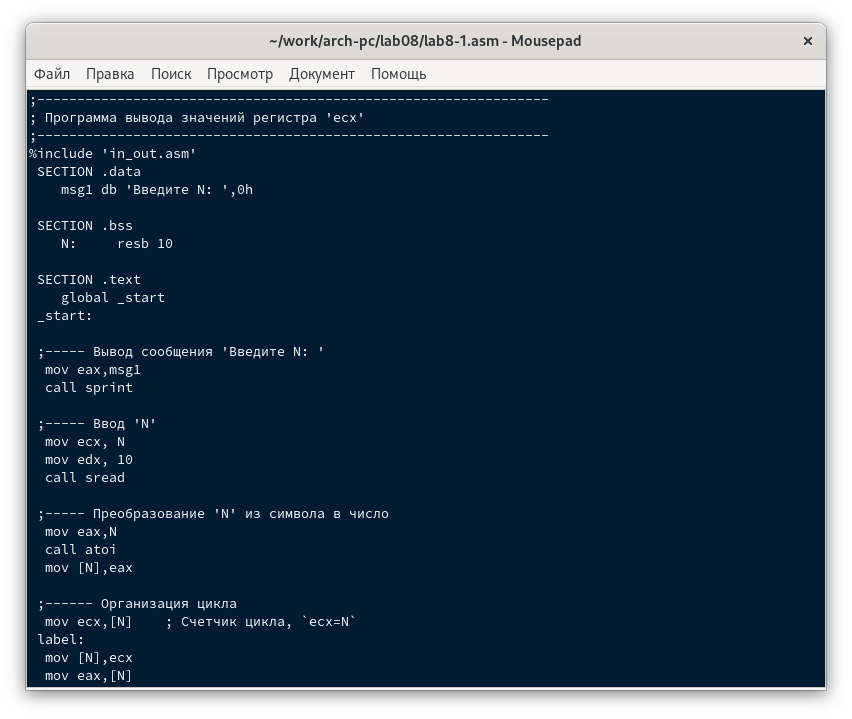 ~/work/arch-pc/lab08/lab8-1.asm - Mousepad
Файл Правка Поиск Просмотр Документ Помощь
;----------------------------------------------------------------
; Программа вывода значений регистра 'ecx'
;----------------------------------------------------------------
%include 'in_out.asm'
SECTION .data
msg1 db 'Введите N: ',0h
SECTION .bss
N: resb 10
SECTION .text
global _start
_start:
;----- Вывод сообщения 'Введите N: '
mov eax,msg1
call sprint
;----- Ввод 'N'
mov ecx, N
mov edx, 10
call sread
;----- Преобразование 'N' из символа в число
mov eax,N
call atoi
mov [N],eax
;------ Организация цикла
mov ecx,[N] ; Счетчик цикла, `ecx=N`
label:
mov [N],ecx
mov eax,[N]